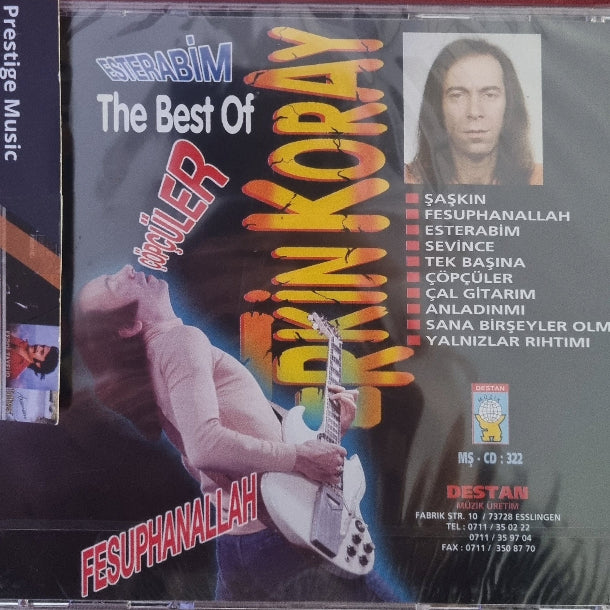 Prestige Music
ESTERABİM
The Best Of
ERKİN KORAY
ÇÖPÇÜLER
FESUPHANALLAH
ŞAŞKIN
FESUPHANALLAH
ESTERABİM
SEVİNCE
TEK BAŞINA
ÇÖPÇÜLER
ÇAL GİTARIM
ANLADINMI
SANA BİRŞEYLER OLM
YALNIZLAR RIHTIMI
DESTAN
MÜZİK
MŞ - CD : 322
DESTAN
MÜZİK ÜRETİM
FABRIK STR. 10 / 73728 ESSLINGEN
TEL : 0711 / 35 02 22
0711 / 35 97 04
FAX : 0711 / 350 87 70